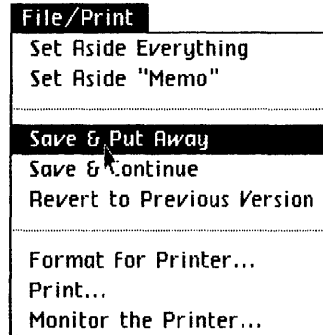 File/Print
Set Aside Everything
Set Aside "Memo"
Save & Put Away
Save & Continue
Revert to Previous Version
Format for Printer...
Print...
Monitor the Printer...